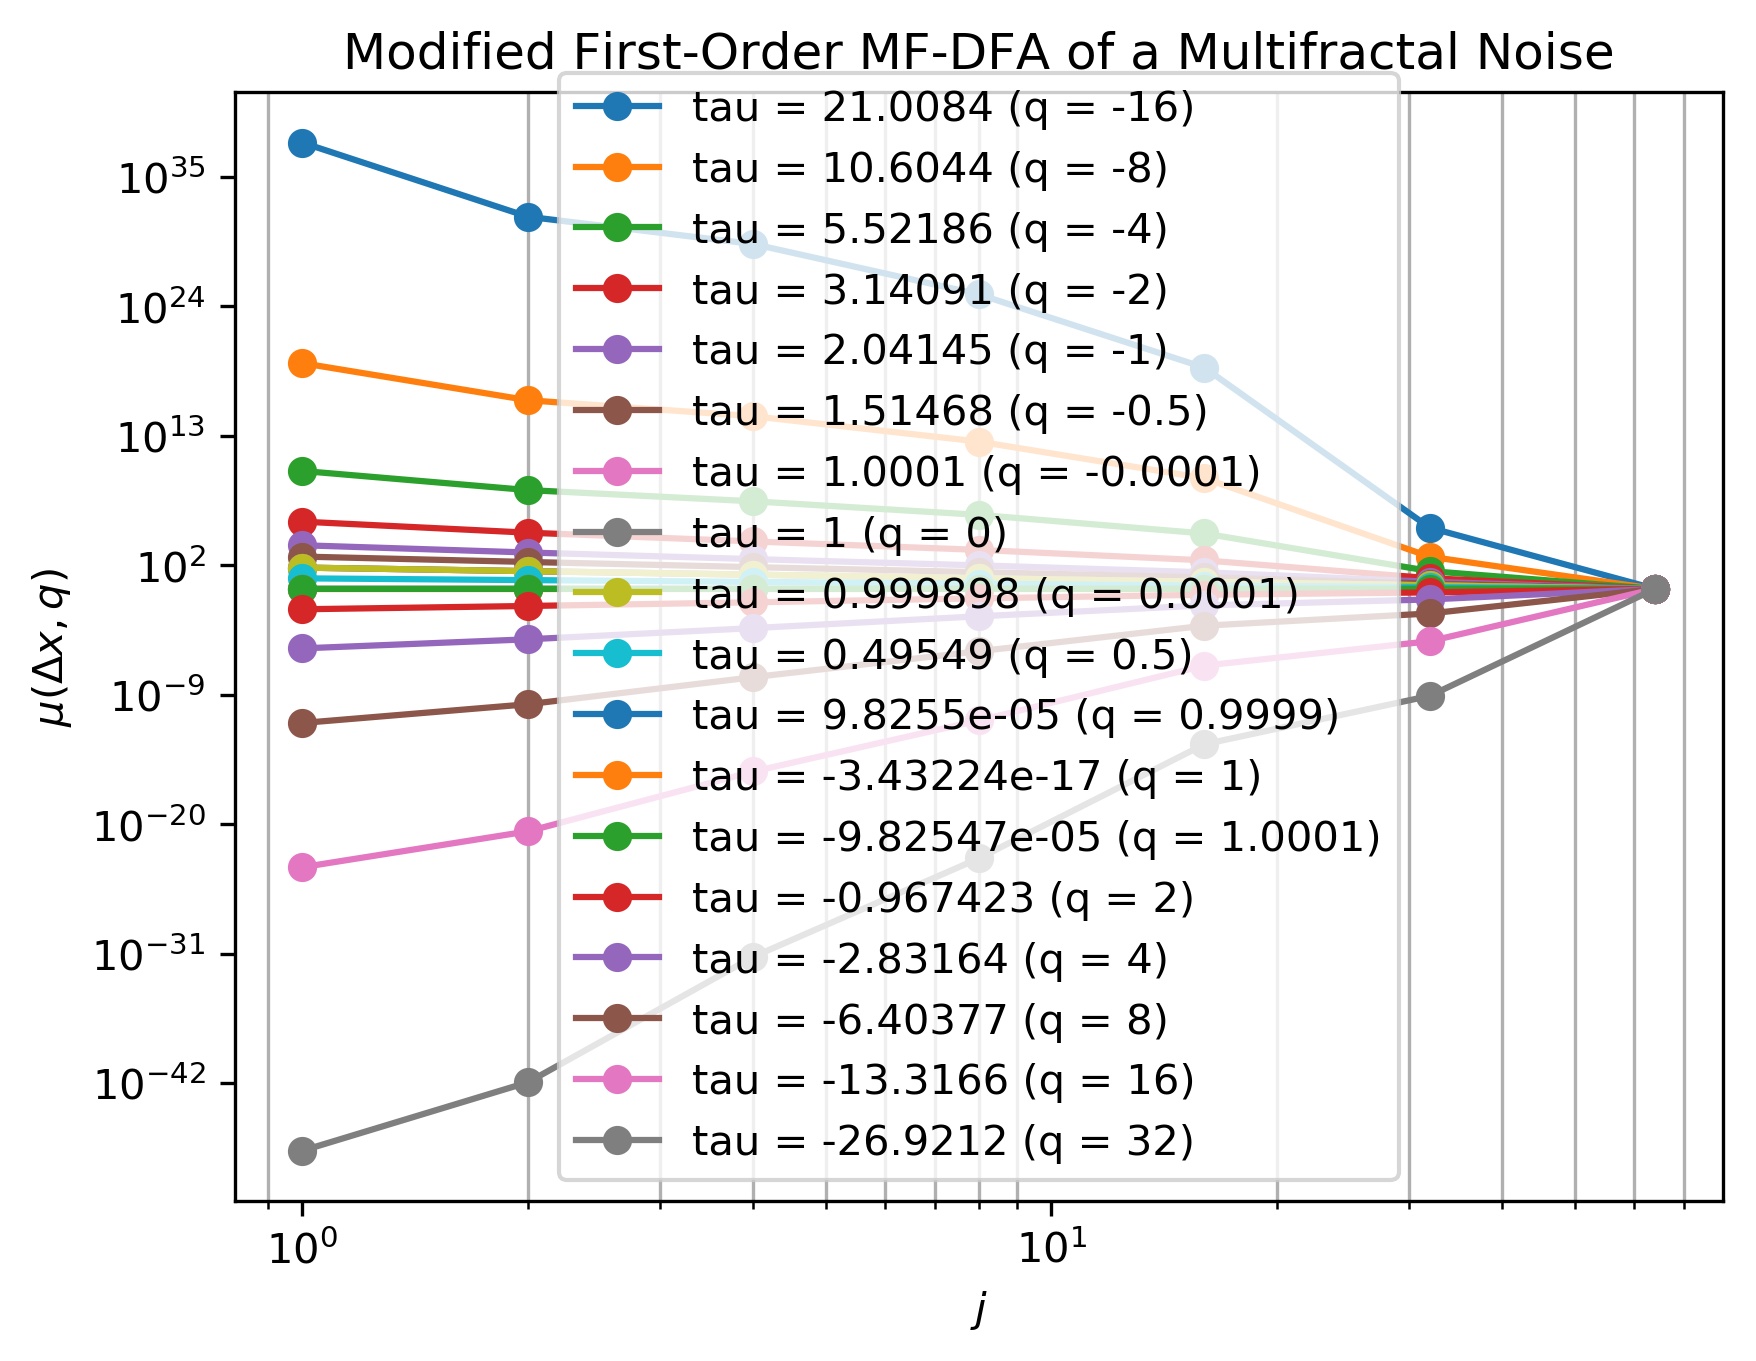 Modified First-Order MF-DFA of a Multifractal Noise
tau = 21.0084 (q = -16)
tau = 10.6044 (q = -8)
tau = 5.52186 (q = -4)
tau = 3.14091 (q = -2)
tau = 2.04145 (q = -1)
tau = 1.51468 (q = -0.5)
tau = 1.0001 (q = -0.0001)
tau = 1 (q = 0)
tau = 0.999898 (q = 0.0001)
tau = 0.49549 (q = 0.5)
tau = 9.8255e-05 (q = 0.9999)
tau = -3.43224e-17 (q = 1)
tau = -9.82547e-05 (q = 1.0001)
tau = -0.967423 (q = 2)
tau = -2.83164 (q = 4)
tau = -6.40377 (q = 8)
tau = -13.3166 (q = 16)
tau = -26.9212 (q = 32)
10³⁵
10²⁴
10¹³
10²
10⁻⁹
10⁻²⁰
10⁻³¹
10⁻⁴²
μ(Δx, q)
10⁰
10¹
j